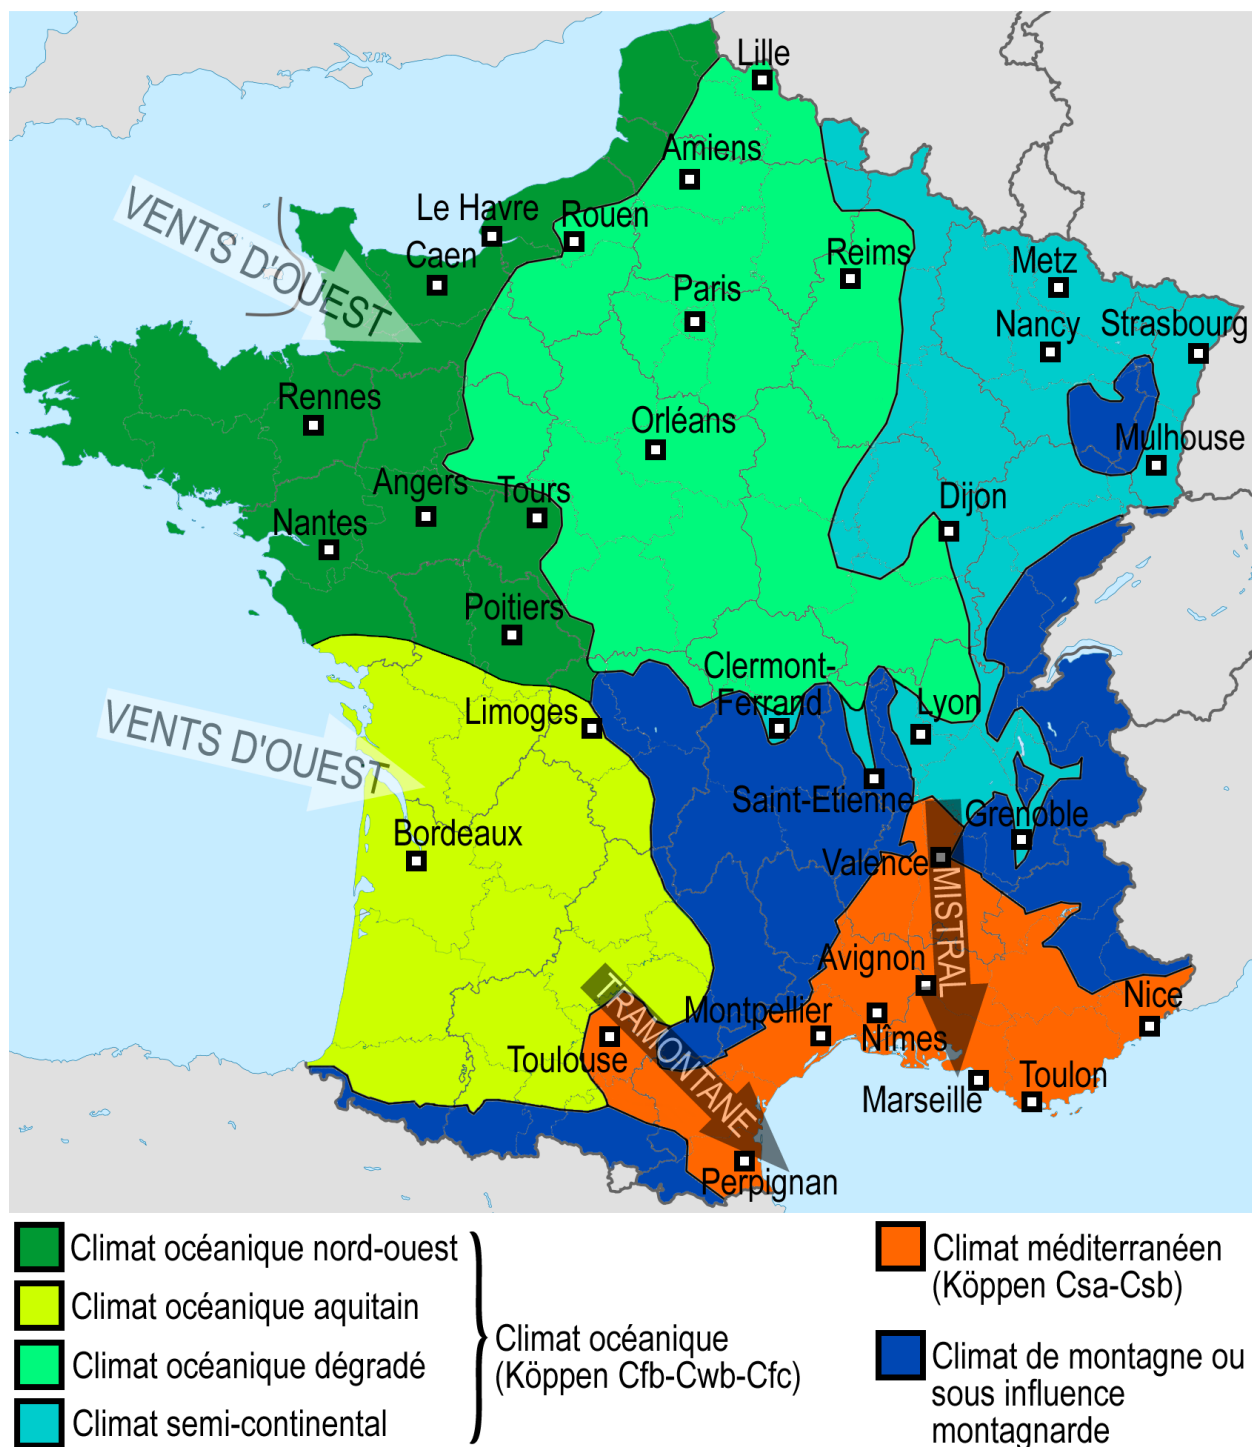 Lille
Amiens
VENTS D'OUEST
Le Havre
Rouen
Caen
Reims
Metz
Paris
Nancy
Strasbourg
Rennes
Orléans
Mulhouse
Angers
Tours
Dijon
Nantes
Poitiers
Clermont-
Ferrand
Limoges
Lyon
VENTS D'OUEST
Saint-Etienne
Grenoble
Bordeaux
Valence
MISTRAL
Avignon
TRAMONTANE
Montpellier
Nice
Nîmes
Toulouse
Marseille
Toulon
Perpignan
Climat océanique nord-ouest
Climat océanique aquitain
Climat océanique dégradé
Climat semi-continental
Climat océanique
(Köppen Cfb-Cwb-Cfc)
Climat méditerranéen
(Köppen Csa-Csb)
Climat de montagne ou
sous influence
montagnarde